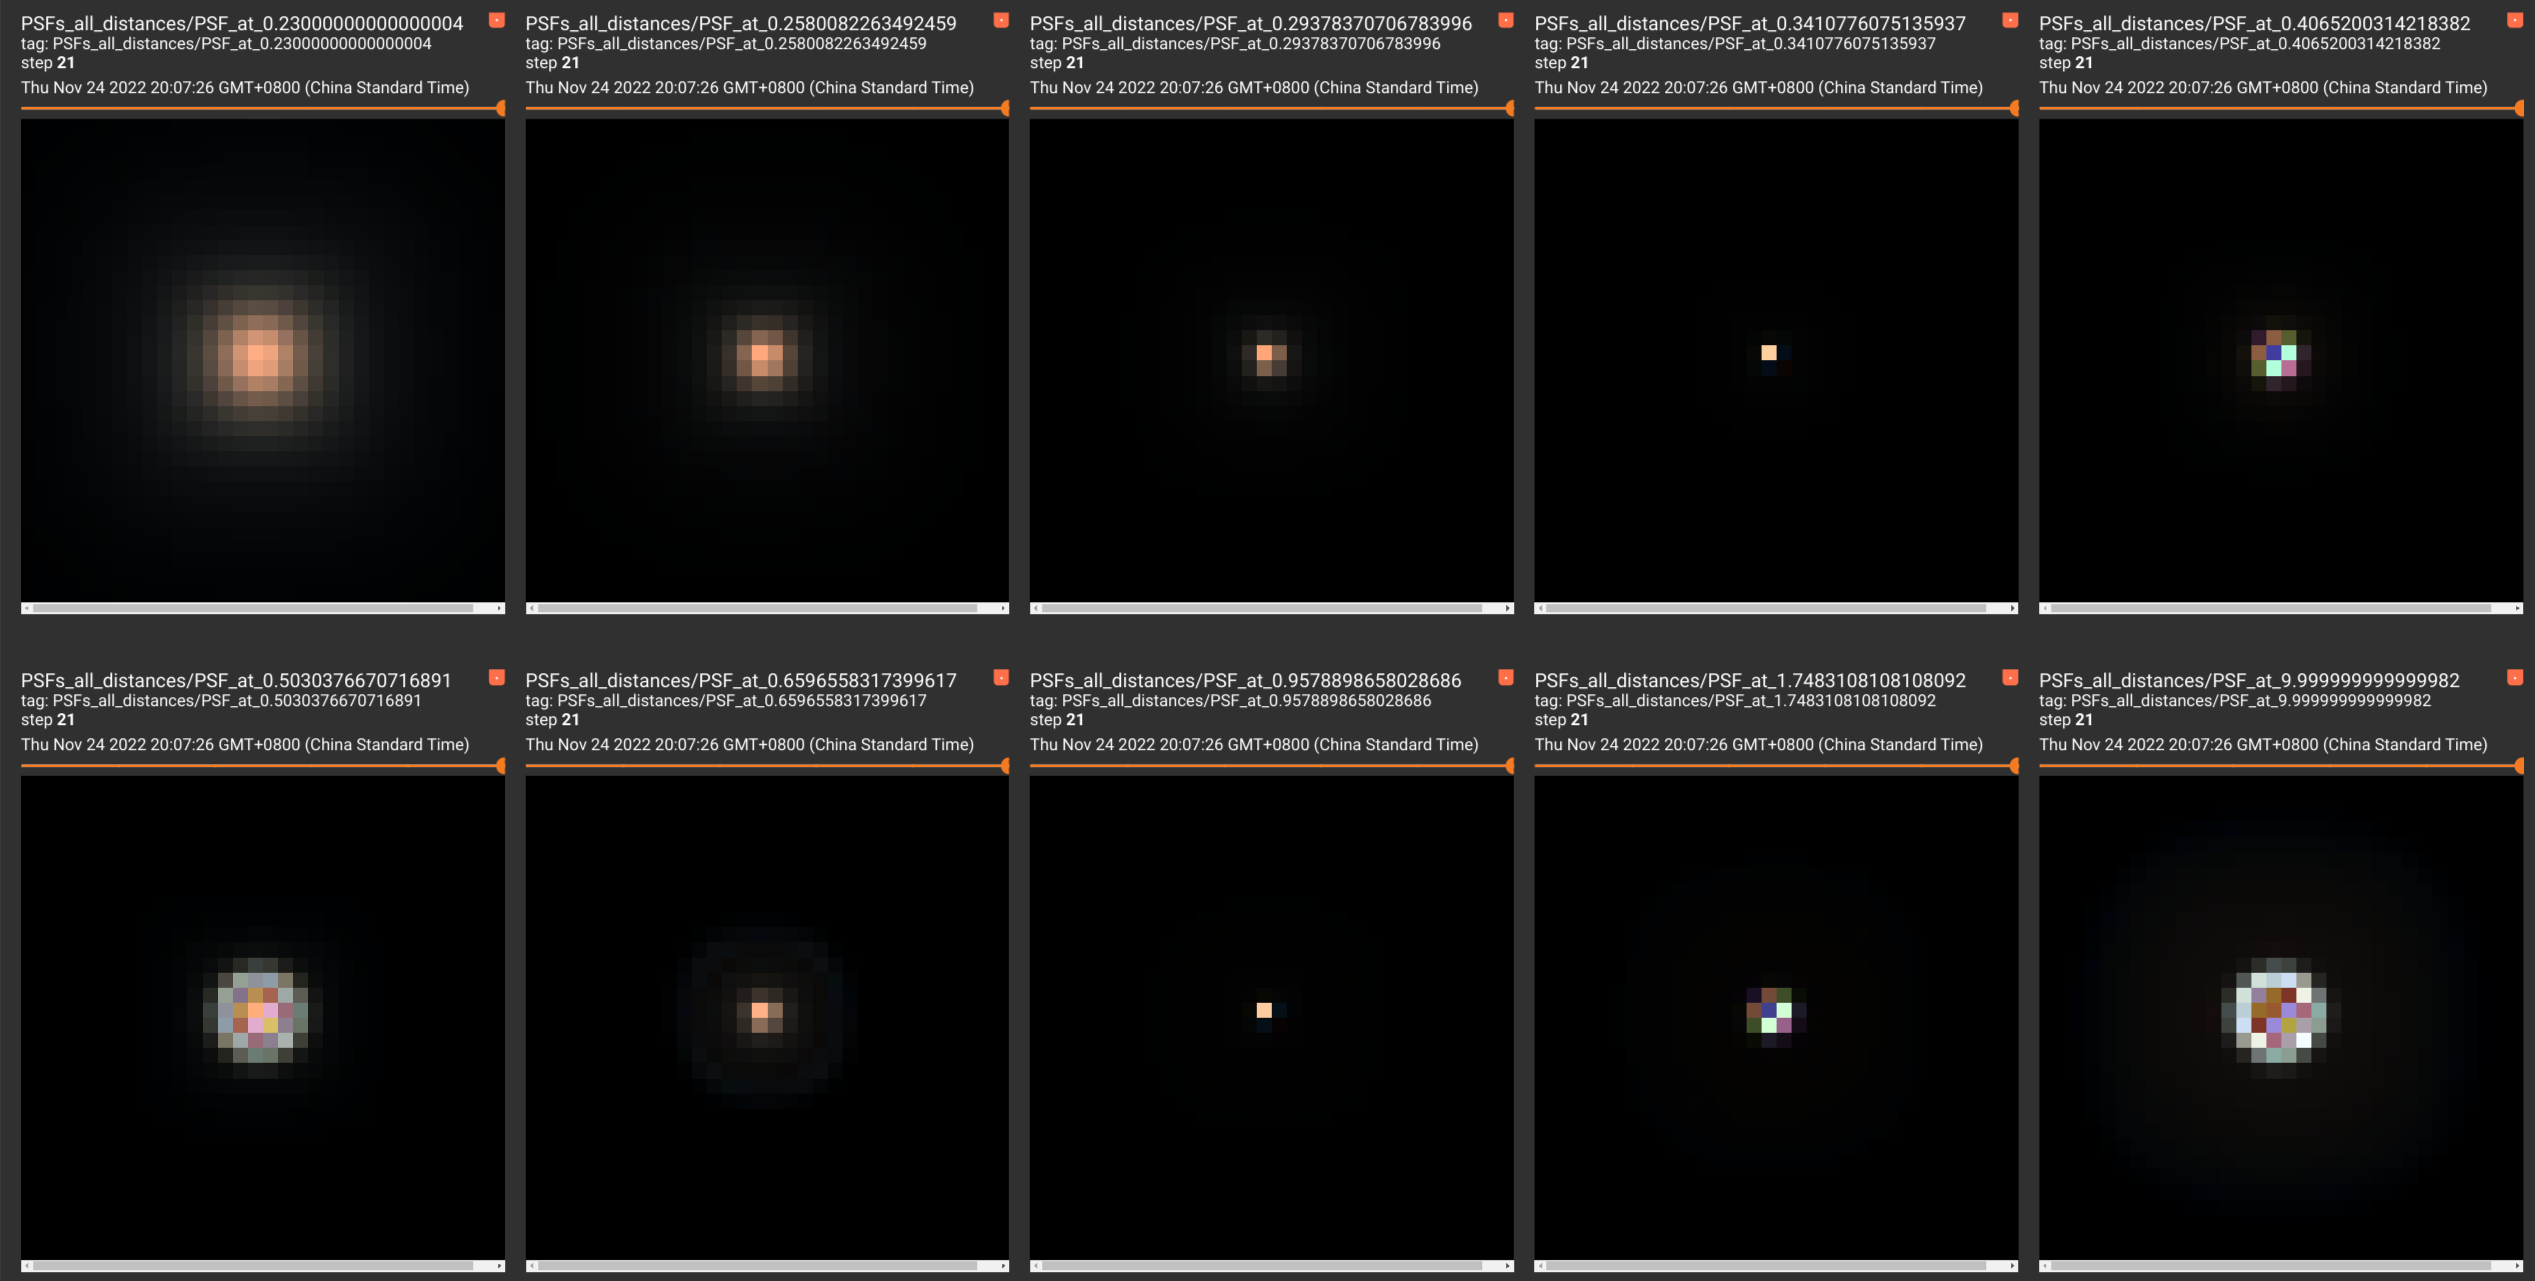 PSFs_all_distances/PSF_at_0.23000000000000004
tag: PSFs_all_distances/PSF_at_0.23000000000000004
step 21
Thu Nov 24 2022 20:07:26 GMT+0800 (China Standard Time)
PSFs_all_distances/PSF_at_0.2580082263492459
tag: PSFs_all_distances/PSF_at_0.2580082263492459
step 21
Thu Nov 24 2022 20:07:26 GMT+0800 (China Standard Time)
PSFs_all_distances/PSF_at_0.29378370706783996
tag: PSFs_all_distances/PSF_at_0.29378370706783996
step 21
Thu Nov 24 2022 20:07:26 GMT+0800 (China Standard Time)
PSFs_all_distances/PSF_at_0.3410776075135937
tag: PSFs_all_distances/PSF_at_0.3410776075135937
step 21
Thu Nov 24 2022 20:07:26 GMT+0800 (China Standard Time)
PSFs_all_distances/PSF_at_0.4065200314218382
tag: PSFs_all_distances/PSF_at_0.4065200314218382
step 21
Thu Nov 24 2022 20:07:26 GMT+0800 (China Standard Time)
PSFs_all_distances/PSF_at_0.5030376670716891
tag: PSFs_all_distances/PSF_at_0.5030376670716891
step 21
Thu Nov 24 2022 20:07:26 GMT+0800 (China Standard Time)
PSFs_all_distances/PSF_at_0.6596558317399617
tag: PSFs_all_distances/PSF_at_0.6596558317399617
step 21
Thu Nov 24 2022 20:07:26 GMT+0800 (China Standard Time)
PSFs_all_distances/PSF_at_0.9578898658028686
tag: PSFs_all_distances/PSF_at_0.9578898658028686
step 21
Thu Nov 24 2022 20:07:26 GMT+0800 (China Standard Time)
PSFs_all_distances/PSF_at_1.7483108108108092
tag: PSFs_all_distances/PSF_at_1.7483108108108092
step 21
Thu Nov 24 2022 20:07:26 GMT+0800 (China Standard Time)
PSFs_all_distances/PSF_at_9.999999999999982
tag: PSFs_all_distances/PSF_at_9.999999999999982
step 21
Thu Nov 24 2022 20:07:26 GMT+0800 (China Standard Time)